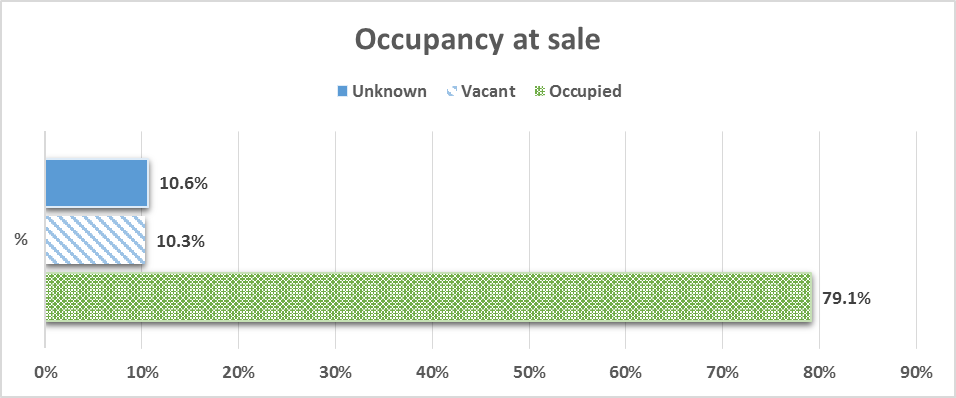 Occupancy at sale
Unknown Vacant Occupied
10.6%
% 10.3%
79.1%
0% 10% 20% 30% 40% 50% 60% 70% 80% 90%